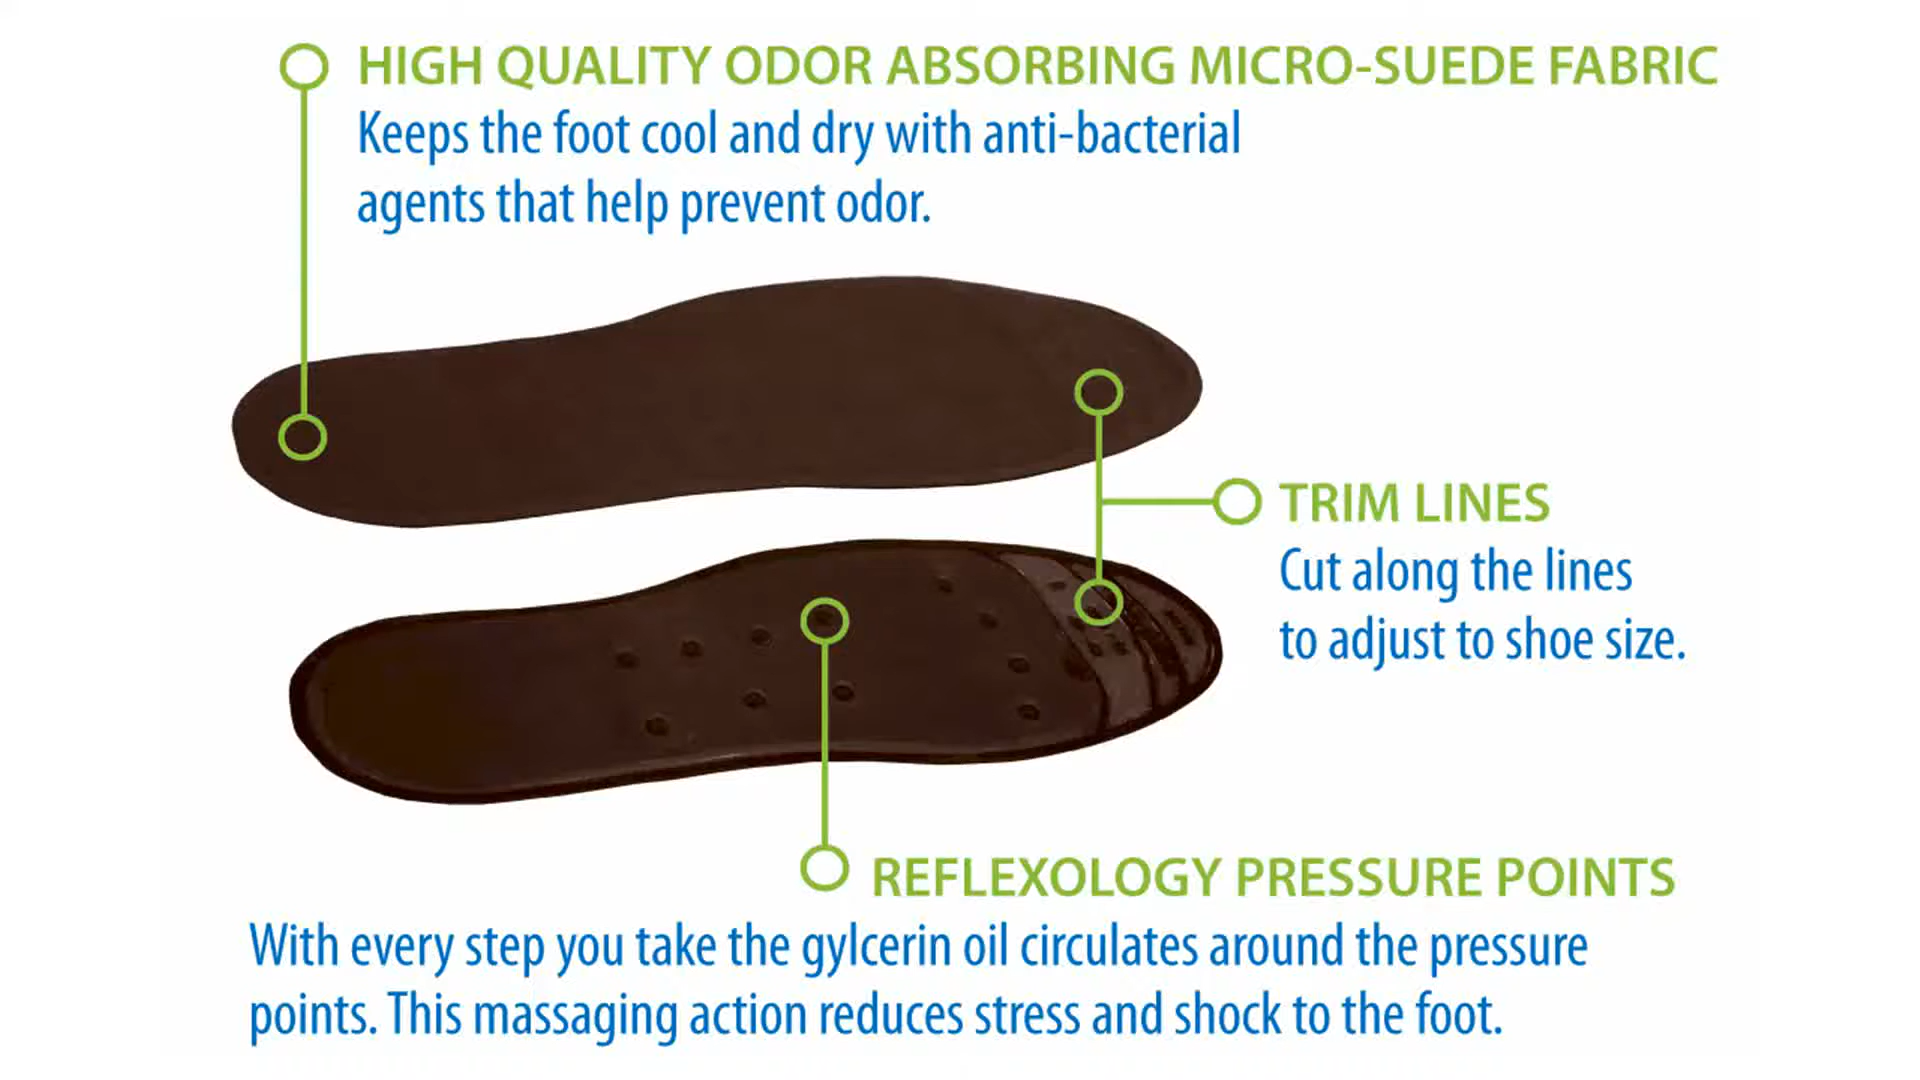 HIGH QUALITY ODOR ABSORBING MICRO-SUEDE FABRIC
Keeps the foot cool and dry with anti-bacterial
agents that help prevent odor.
TRIM LINES
Cut along the lines
to adjust to shoe size.
REFLEXOLOGY PRESSURE POINTS
With every step you take the gylcerin oil circulates around the pressure
points. This massaging action reduces stress and shock to the foot.